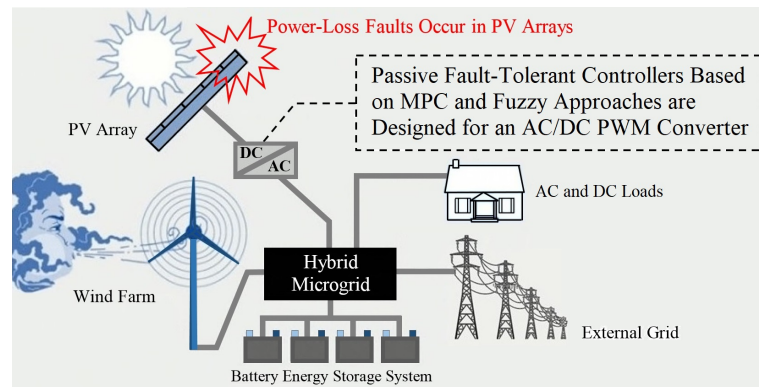 Power-Loss Faults Occur in PV Arrays
Passive Fault-Tolerant Controllers Based
on MPC and Fuzzy Approaches are
Designed for an AC/DC PWM Converter
PV Array
DC
AC
AC and DC Loads
Hybrid
Microgrid
Wind Farm
External Grid
Battery Energy Storage System